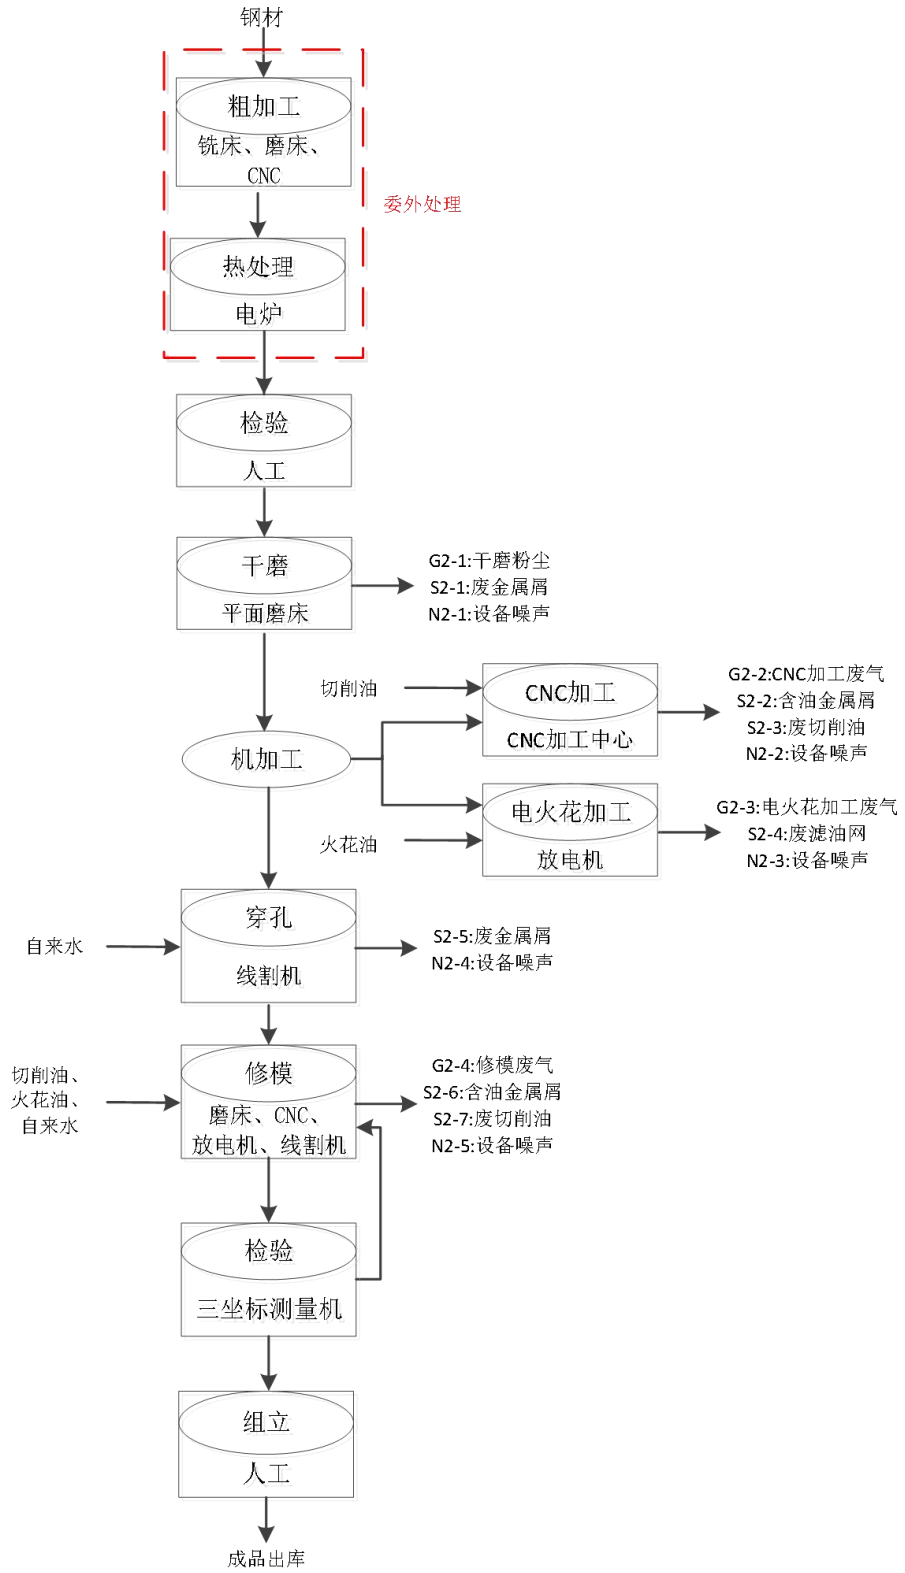 钢材
粗加工
铣床、磨床、
CNC
委外处理
热处理
电炉
检验
人工
干磨
平面磨床
G2-1:干磨粉尘
S2-1:废金属屑
N2-1:设备噪声
机加工
切削油
CNC加工
CNC加工中心
G2-2:CNC加工废气
S2-2:含油金属屑
S2-3:废切削油
N2-2:设备噪声
火花油
电火花加工
放电机
G2-3:电火花加工废气
S2-4:废滤油网
N2-3:设备噪声
自来水
穿孔
线割机
S2-5:废金属屑
N2-4:设备噪声
切削油、
火花油、
自来水
修模
磨床、CNC、
放电机、线割机
G2-4:修模废气
S2-6:含油金属屑
S2-7:废切削油
N2-5:设备噪声
检验
三坐标测量机
组立
人工
成品出库